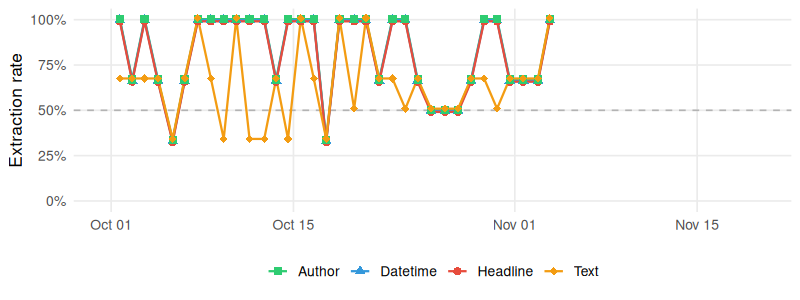 Extraction rate
100%
75%
50%
25%
0%
Oct 01 Oct 15 Nov 01 Nov 15
Author Datetime Headline Text